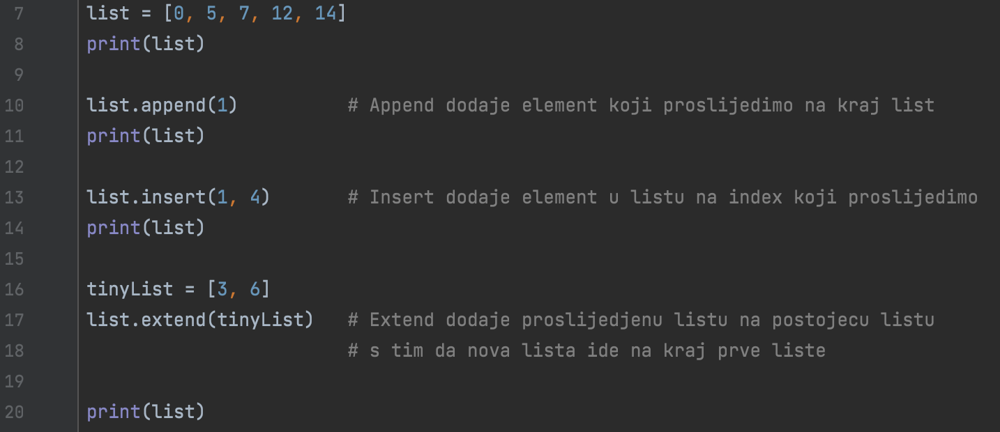 7 list = [0, 5, 7, 12, 14]
8 print(list)
9
10 list.append(1) # Append dodaje element koji proslijedimo na kraj list
11 print(list)
12
13 list.insert(1, 4) # Insert dodaje element u listu na index koji proslijedimo
14 print(list)
15
16 tinyList = [3, 6]
17 list.extend(tinyList) # Extend dodaje proslijedjenu listu na postojecu listu
18 # s tim da nova lista ide na kraj prve liste
19
20 print(list)